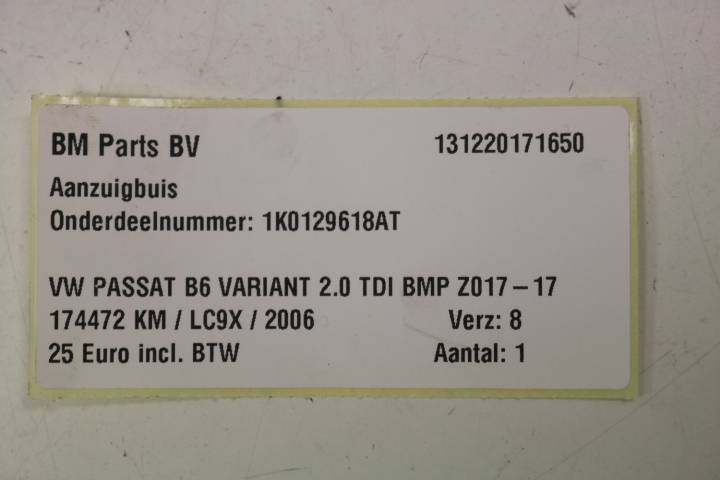 BM Parts BV 131220171650
Aanzuigbuis
Onderdeelnummer: 1K0129618AT
VW PASSAT B6 VARIANT 2.0 TDI BMP Z017-17
174472 KM / LC9X / 2006 Verz: 8
25 Euro incl. BTW Aantal: 1